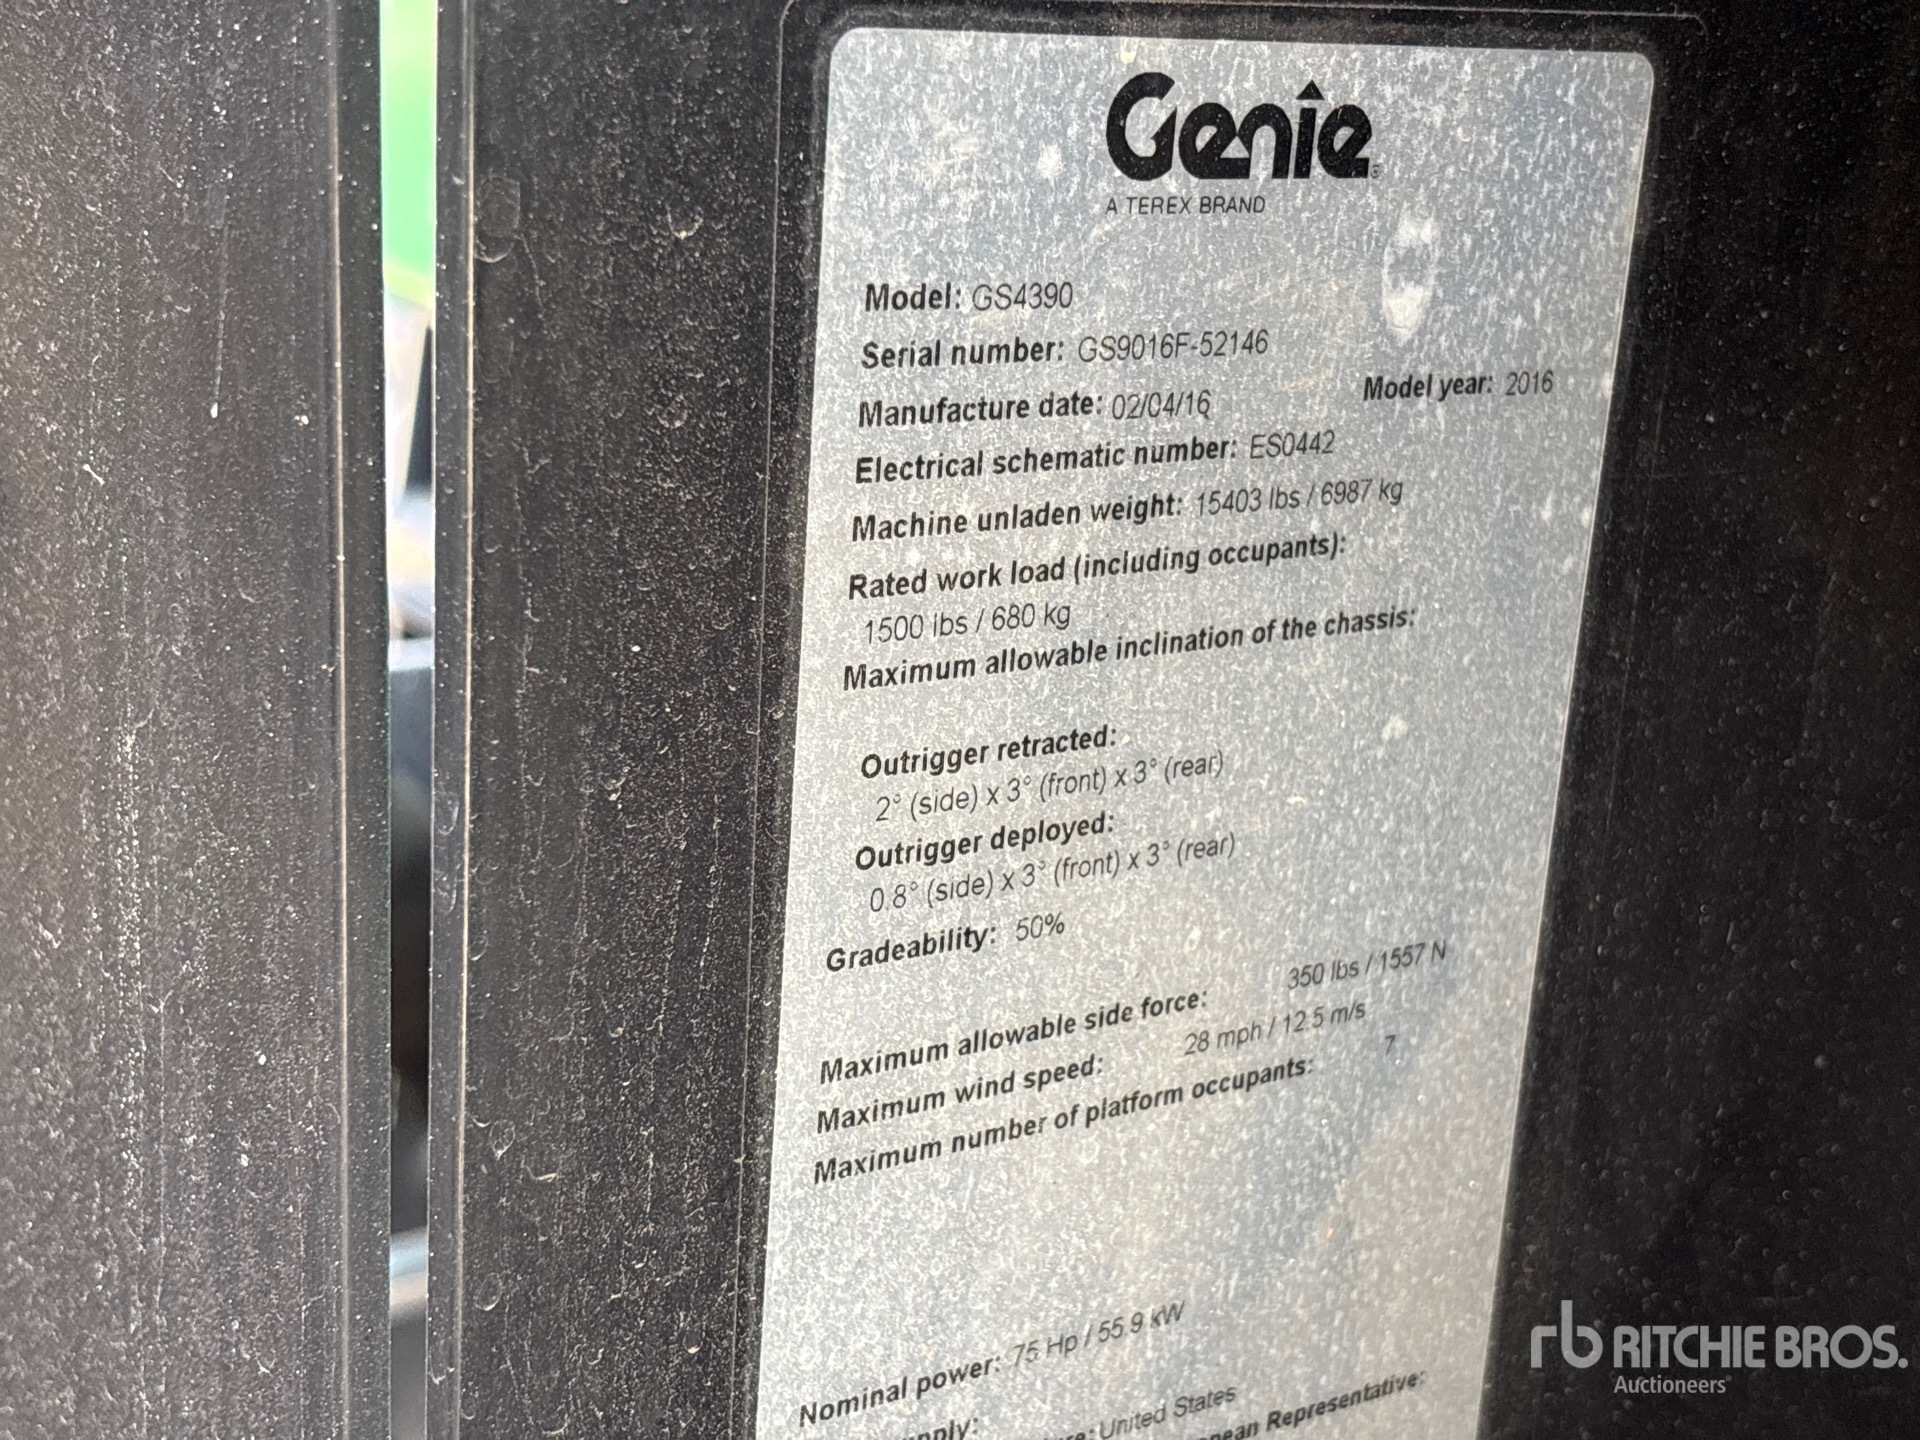 Genie
A TEREX BRAND
Model: GS4390
Serial number: GS9016F-52146
Manufacture date: 02/04/16 Model year: 2016
Electrical schematic number: ES0442
Machine unladen weight: 15403 lbs / 6987 kg
Rated work load (including occupants):
1500 lbs / 680 kg
Maximum allowable inclination of the chassis:
Outrigger retracted:
2° (side) x 3° (front) x 3° (rear)
Outrigger deployed:
0.8° (side) x 3° (front) x 3° (rear)
Gradeability: 50%
Maximum allowable side force: 350 lbs / 1557 N
Maximum wind speed: 28 mph / 12.5 m/s
Maximum number of platform occupants: 7
Nominal power: 75 Hp / 55.9 kW
United States
Representative:
rb RITCHIE BROS.
Auctioneers